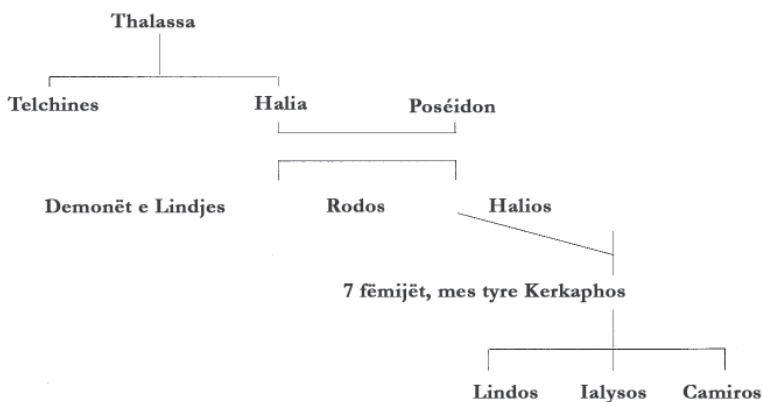 Thalassa
Telchines Halia Poséidon
Demonët e Lindjes Rodos Halios
7 fëmijët, mes tyre Kerkaphos
Lindos Ialysos Camiros